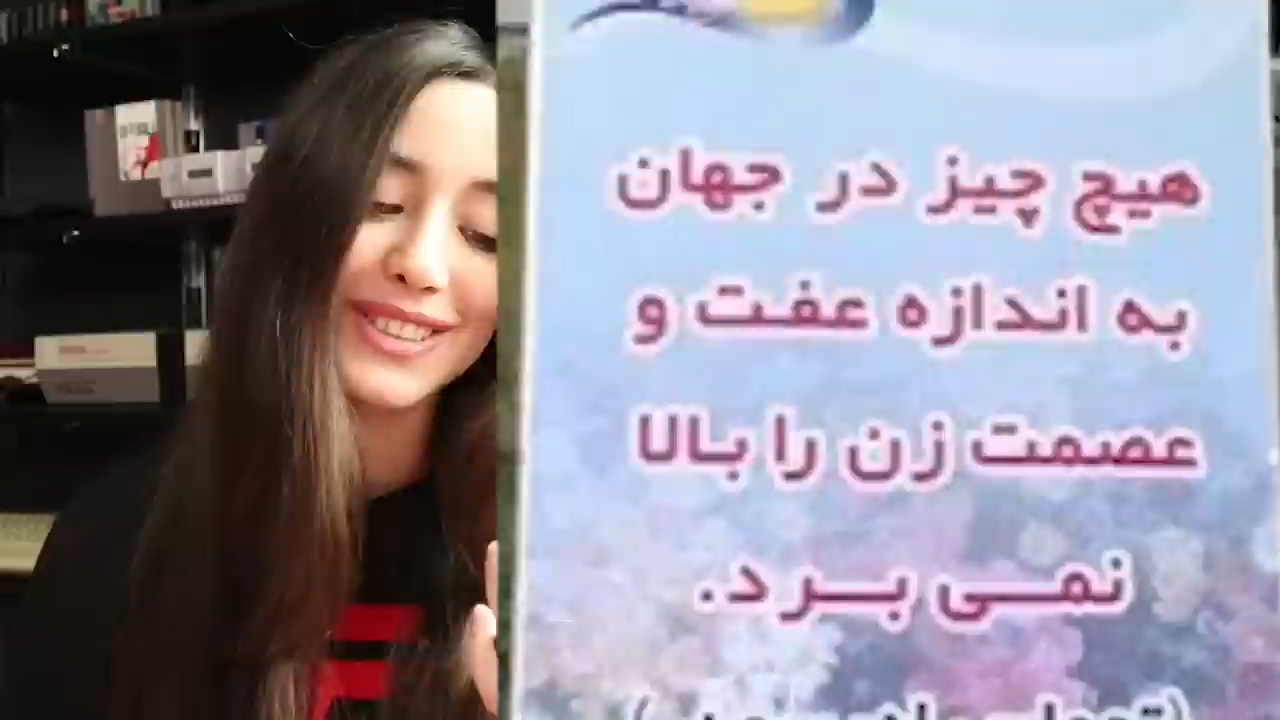 هیچ چیز در جهان
به اندازه عفت و
عصمت زن را بالا
نمی برد.